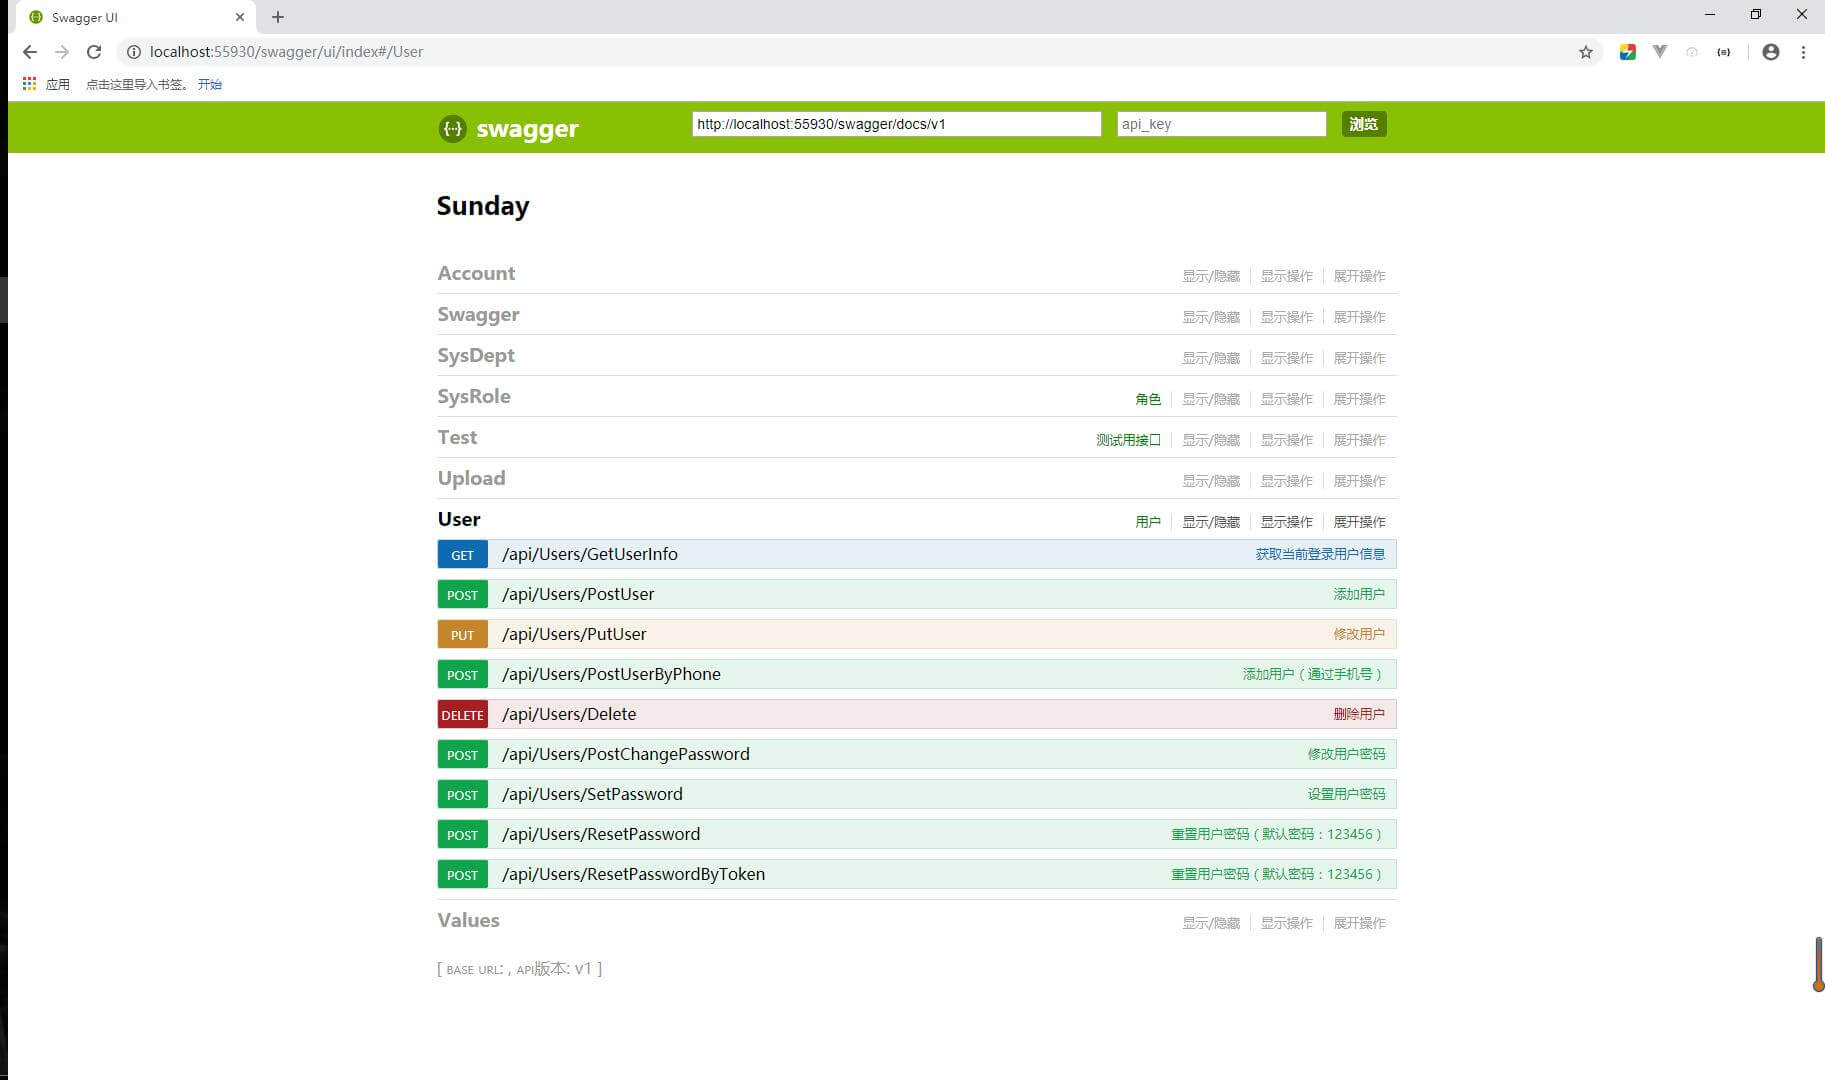 Swagger UI
localhost:55930/swagger/ui/index#/User
应用 点击这里导入书签。 开始
swagger http://localhost:55930/swagger/docs/v1 api_key 浏览
Sunday
Account 显示/隐藏 显示操作 展开操作
Swagger 显示/隐藏 显示操作 展开操作
SysDept 显示/隐藏 显示操作 展开操作
SysRole 角色 显示/隐藏 显示操作 展开操作
Test 测试用接口 显示/隐藏 显示操作 展开操作
Upload 显示/隐藏 显示操作 展开操作
User 用户 显示/隐藏 显示操作 展开操作
GET /api/Users/GetUserInfo 获取当前登录用户信息
POST /api/Users/PostUser 添加用户
PUT /api/Users/PutUser 修改用户
POST /api/Users/PostUserByPhone 添加用户（通过手机号）
DELETE /api/Users/Delete 删除用户
POST /api/Users/PostChangePassword 修改用户密码
POST /api/Users/SetPassword 设置用户密码
POST /api/Users/ResetPassword 重置用户密码（默认密码：123456）
POST /api/Users/ResetPasswordByToken 重置用户密码（默认密码：123456）
Values 显示/隐藏 显示操作 展开操作
[ BASE URL: , API版本: v1 ]